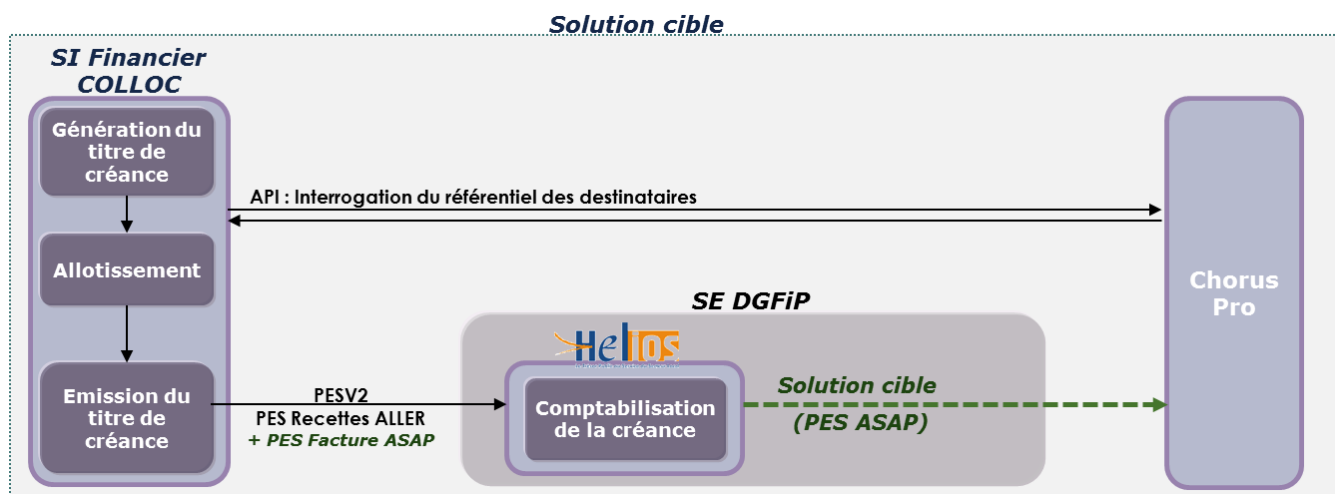 Solution cible
SI Financier
COLLOC
Génération du
titre de
créance
API : Interrogation du référentiel des destinataires
Allotissement
Chorus
Pro
SE DGFiP
Helios
Emission du
titre de
créance
PESV2
PES Recettes ALLER
+ PES Facture ASAP
Comptabilisation
de la créance
Solution cible
(PES ASAP)